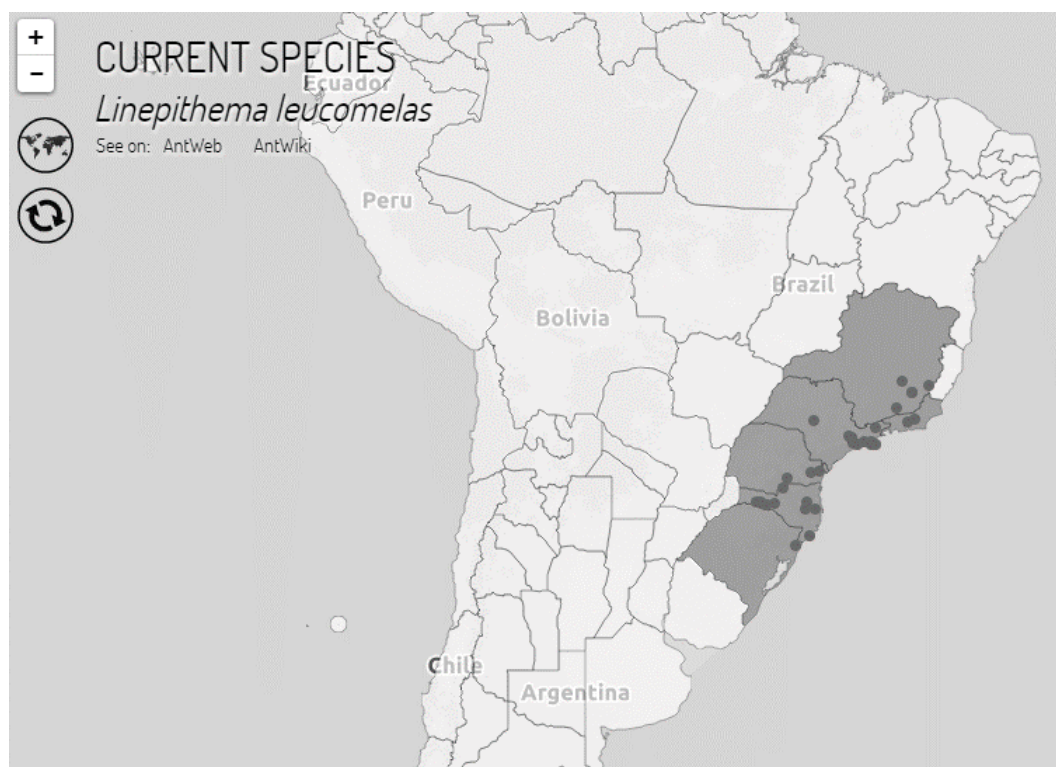 +
CURRENT SPECIES
−
Ecuador
Linepithema leucomelas
See on: AntWeb AntWiki
Peru
Brazil
Bolivia
Chile
Argentina